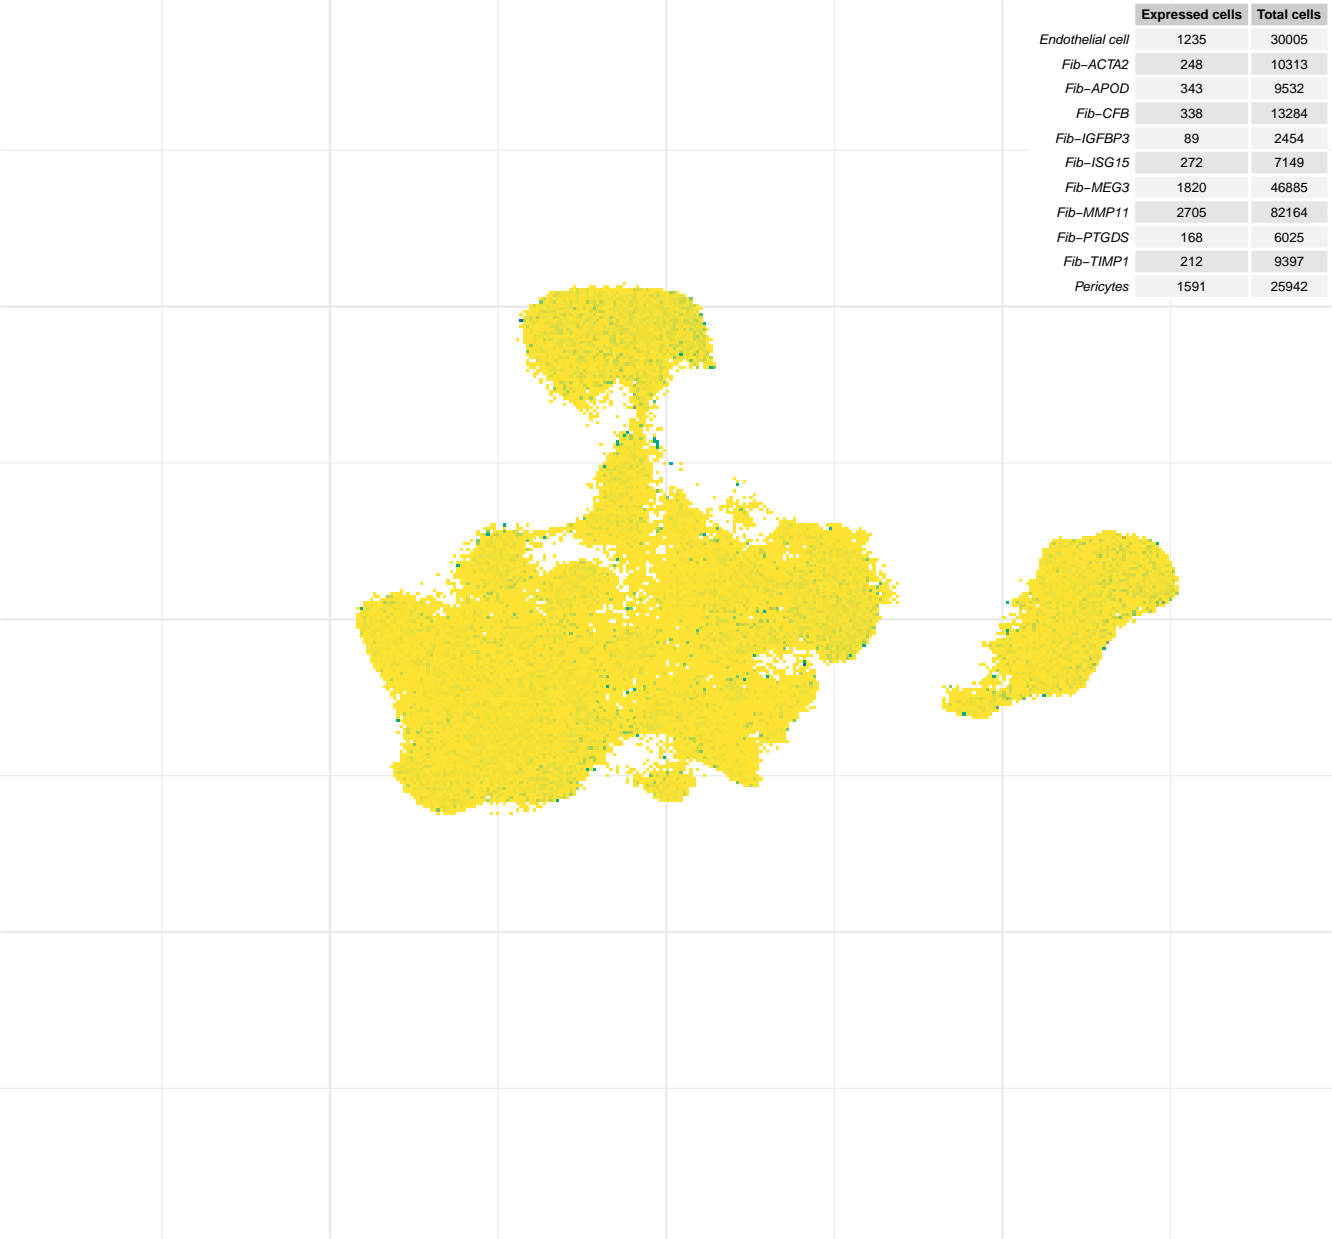 Expressed cells Total cells
Endothelial cell 1235 30005
Fib−ACTA2 248 10313
Fib−APOD 343 9532
Fib−CFB 338 13284
Fib−IGFBP3 89 2454
Fib−ISG15 272 7149
Fib−MEG3 1820 46885
Fib−MMP11 2705 82164
Fib−PTGDS 168 6025
Fib−TIMP1 212 9397
Pericytes 1591 25942